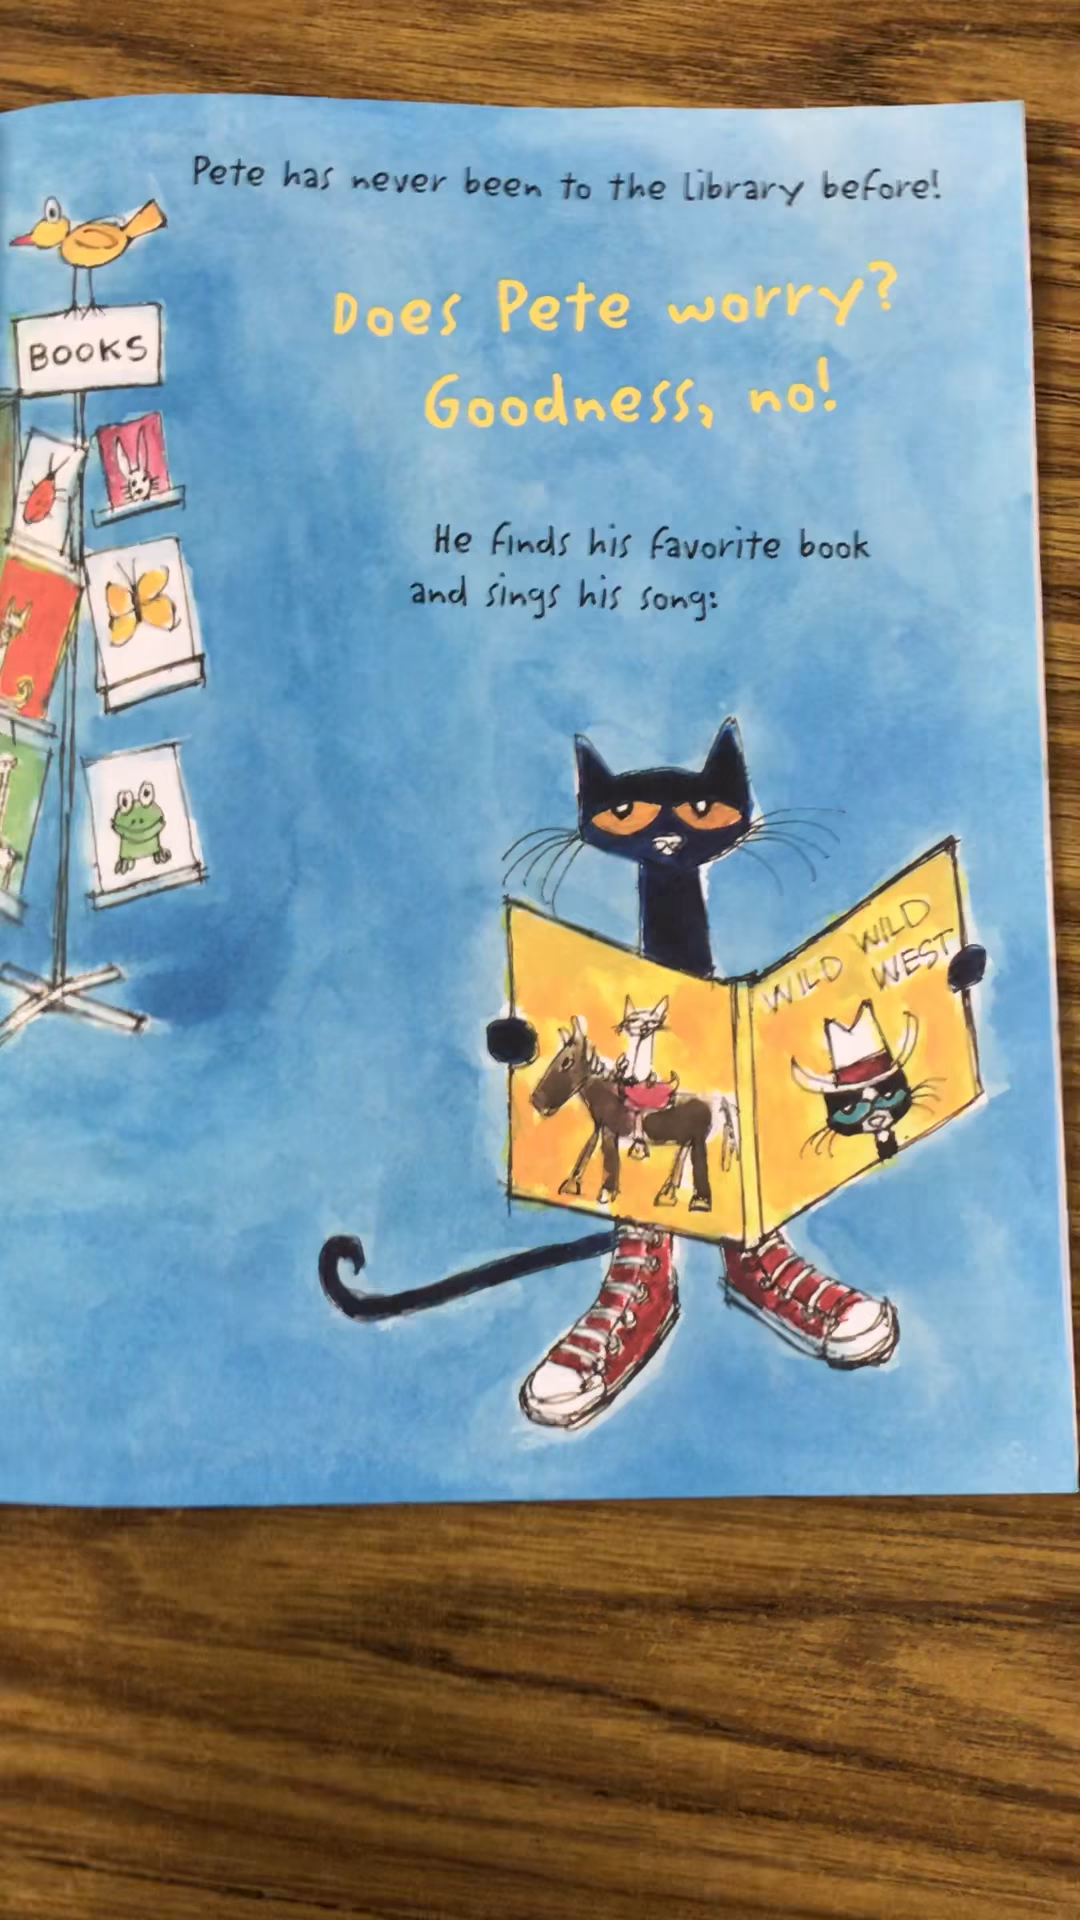 Pete has never been to the library before!
Does Pete worry?
Goodness, no!
BOOKS
He finds his favorite book
and sings his song:
WILD WILD
WEST